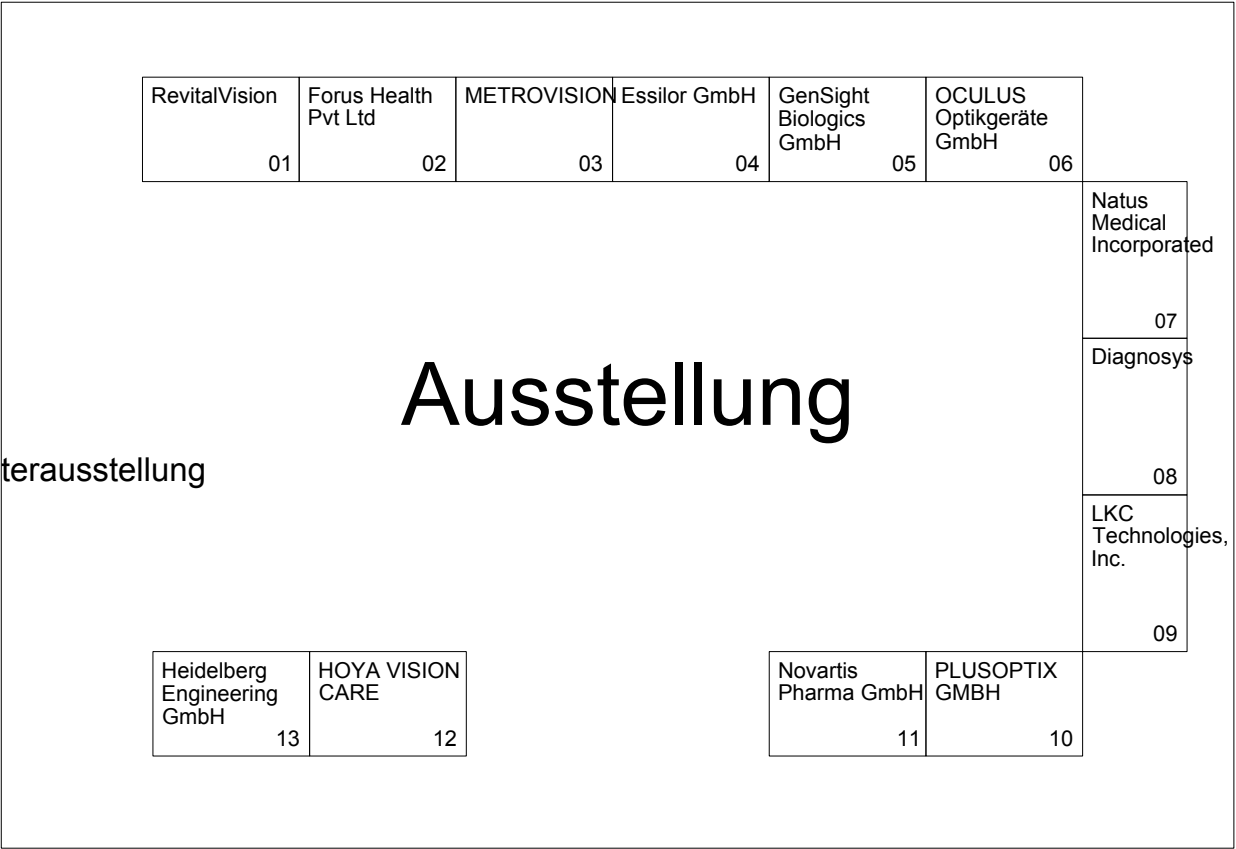 RevitalVision
01
Forus Health
Pvt Ltd
02
METROVISION
03
Essilor GmbH
04
GenSight
Biologics
GmbH
05
OCULUS
Optikgeräte
GmbH
06
Natus
Medical
Incorporated
07
Diagnosys
08
LKC
Technologies,
Inc.
09
Ausstellung
terausstellung
Heidelberg
Engineering
GmbH
13
HOYA VISION
CARE
12
Novartis
Pharma GmbH
11
PLUSOPTIX
GMBH
10